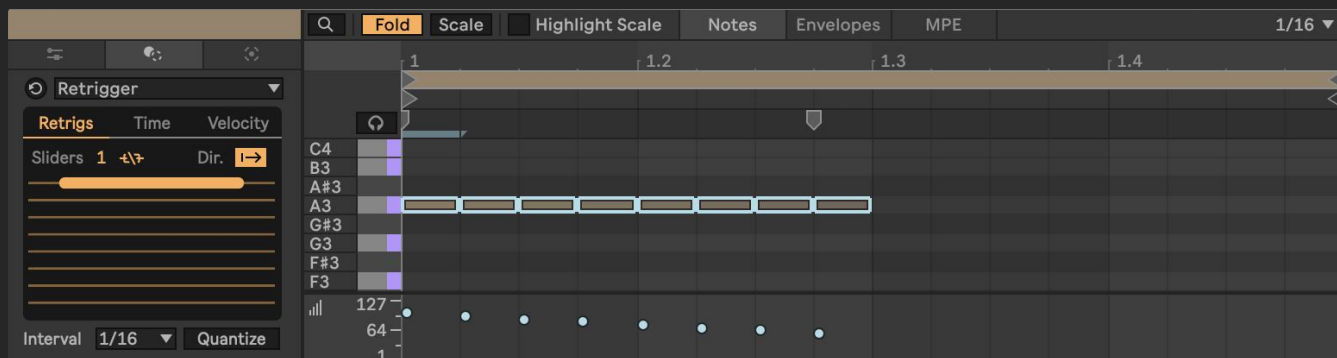 Fold Scale Highlight Scale Notes Envelopes MPE 1/16
1 1.2 1.3 1.4
Retrigger
Retrigs Time Velocity
Sliders 1 Dir.
C4
B3
A#3
A3
G#3
G3
F#3
F3
127
64
1
Interval 1/16 Quantize